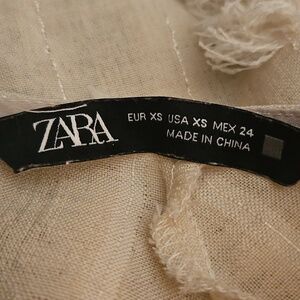 ZARA
EUR XS USA XS MEX 24
MADE IN CHINA